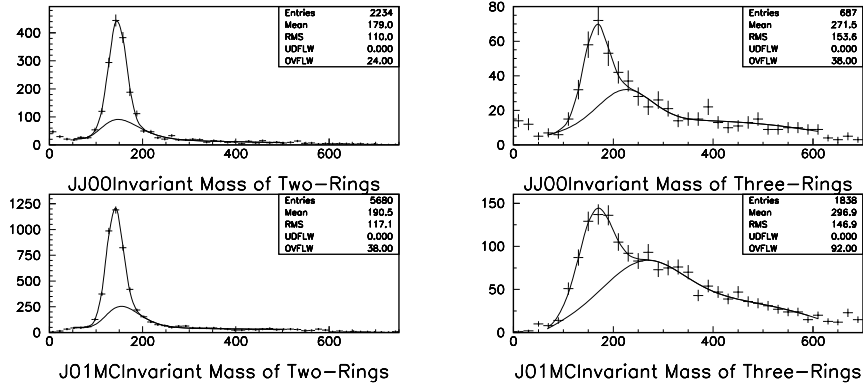 Entries 2234
Mean 179.0
RMS 110.0
UDFLW 0.000
OVFLW 24.00
400
300
200
100
0
0 200 400 600
JJ00Invariant Mass of Two-Rings
Entries 687
Mean 271.5
RMS 153.6
UDFLW 0.000
OVFLW 38.00
80
60
40
20
0
0 200 400 600
JJ00Invariant Mass of Three-Rings
Entries 5680
Mean 190.5
RMS 117.1
UDFLW 0.000
OVFLW 38.00
1250
1000
750
500
250
0
0 200 400 600
J01MCInvariant Mass of Two-Rings
Entries 1838
Mean 296.9
RMS 146.9
UDFLW 0.000
OVFLW 92.00
150
100
50
0
0 200 400 600
J01MCInvariant Mass of Three-Rings